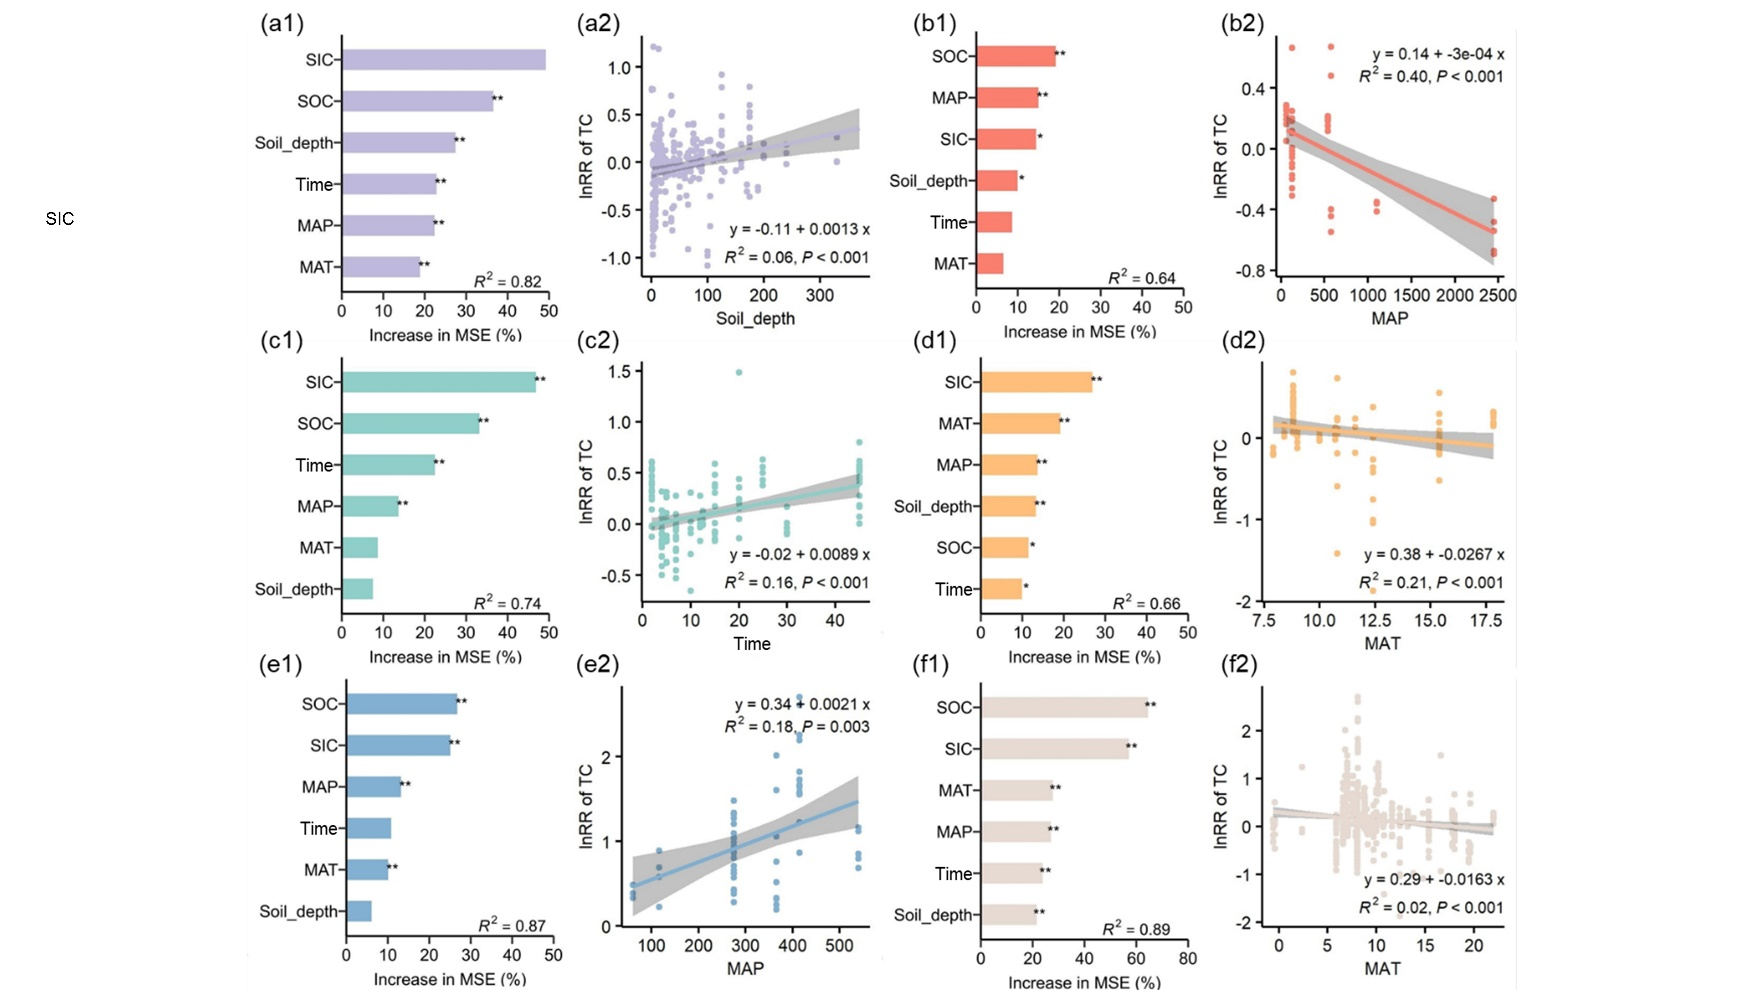 SIC
(a1)
SIC
SOC **
Soil_depth **
Time **
MAP **
MAT **
R² = 0.82
0 10 20 30 40 50
Increase in MSE (%)
(a2)
lnRR of TC
1.0
0.5
0.0
-0.5
-1.0
y = -0.11 + 0.0013 x
R² = 0.06, P < 0.001
0 100 200 300
Soil_depth
(b1)
SOC **
MAP **
SIC *
Soil_depth *
Time
MAT
R² = 0.64
0 10 20 30 40 50
Increase in MSE (%)
(b2)
lnRR of TC
y = 0.14 + -3e-04 x
R² = 0.40, P < 0.001
0.4
0.0
-0.4
-0.8
0 500 1000 1500 2000 2500
MAP
(c1)
SIC **
SOC **
Time **
MAP **
MAT
Soil_depth
R² = 0.74
0 10 20 30 40 50
Increase in MSE (%)
(c2)
lnRR of TC
1.5
1.0
0.5
0.0
-0.5
y = -0.02 + 0.0089 x
R² = 0.16, P < 0.001
0 10 20 30 40
Time
(d1)
SIC **
MAT **
MAP **
Soil_depth **
SOC *
Time *
R² = 0.66
0 10 20 30 40 50
Increase in MSE (%)
(d2)
lnRR of TC
0
-1
-2
y = 0.38 + -0.0267 x
R² = 0.21, P < 0.001
7.5 10.0 12.5 15.0 17.5
MAT
(e1)
SOC **
SIC **
MAP **
Time
MAT **
Soil_depth
R² = 0.87
0 10 20 30 40 50
Increase in MSE (%)
(e2)
lnRR of TC
y = 0.34 + 0.0021 x
R² = 0.18, P = 0.003
2
1
0
100 200 300 400 500
MAP
(f1)
SOC **
SIC **
MAT **
MAP **
Time **
Soil_depth **
R² = 0.89
0 20 40 60 80
Increase in MSE (%)
(f2)
lnRR of TC
2
1
0
-1
-2
y = 0.29 + -0.0163 x
R² = 0.02, P < 0.001
0 5 10 15 20
MAT